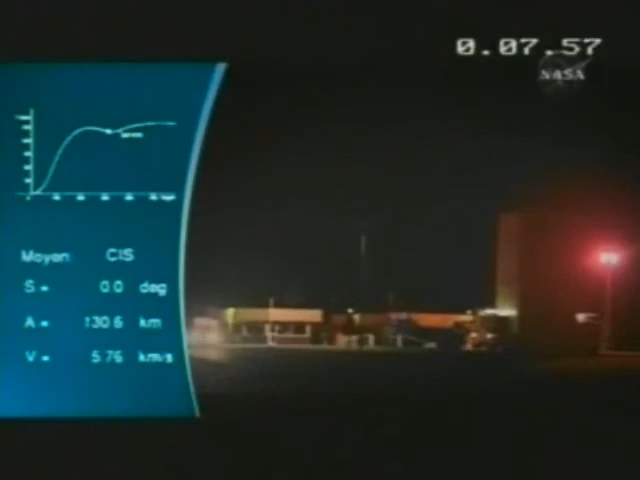 0.07.57
NASA
Moyen CIS
S = 0.0 deg
A = 130.6 km
V = 5.76 km/s